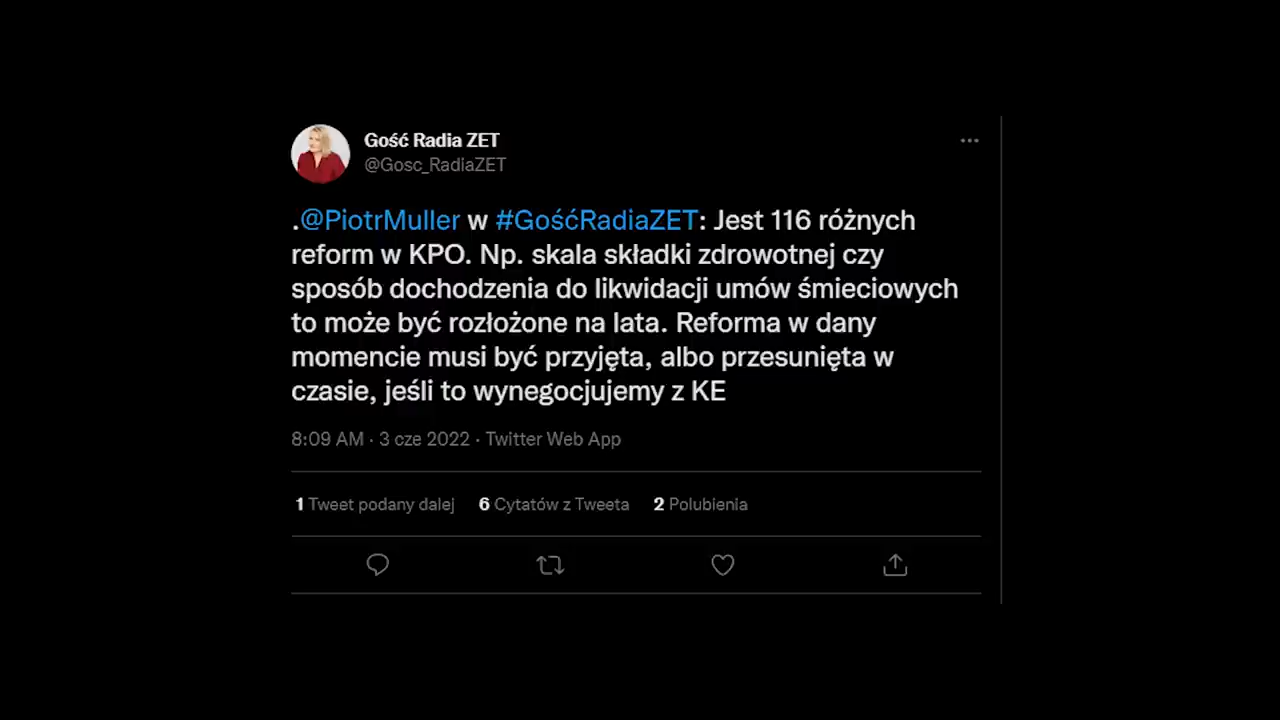 Gość Radia ZET
@Gosc_RadiaZET
.@PiotrMuller w #GośćRadiaZET: Jest 116 różnych
reform w KPO. Np. skala składki zdrowotnej czy
sposób dochodzenia do likwidacji umów śmieciowych
to może być rozłożone na lata. Reforma w dany
momencie musi być przyjęta, albo przesunięta w
czasie, jeśli to wynegocjujemy z KE
8:09 AM · 3 cze 2022 · Twitter Web App
1 Tweet podany dalej 6 Cytatów z Tweeta 2 Polubienia